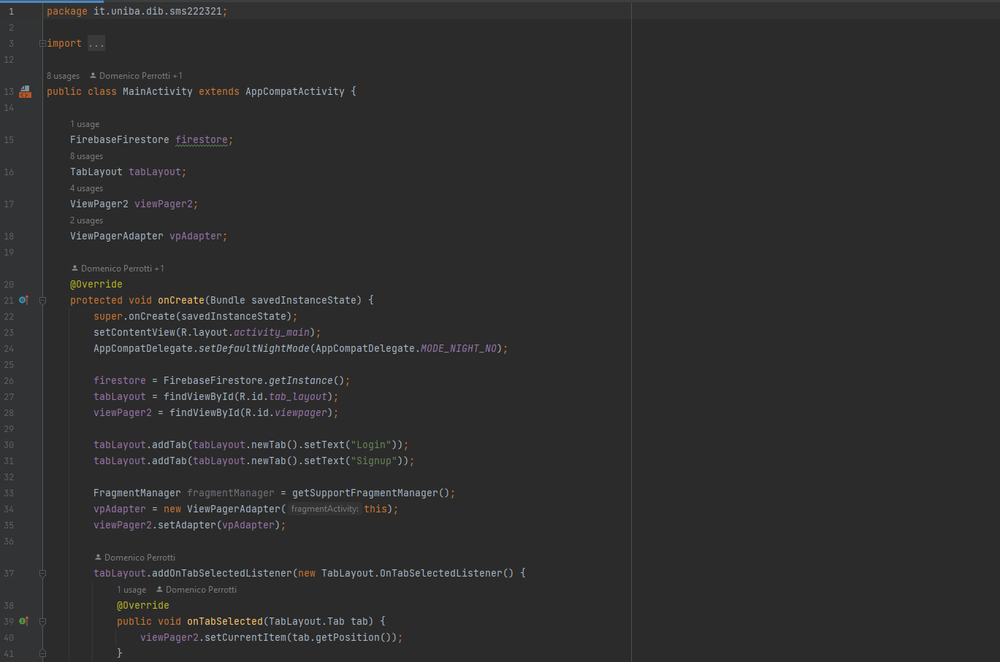 1 package it.uniba.dib.sms222321;
2
3 import ...
12
8 usages Domenico Perrotti +1
13 public class MainActivity extends AppCompatActivity {
14
1 usage
15 FirebaseFirestore firestore;
8 usages
16 TabLayout tabLayout;
4 usages
17 ViewPager2 viewPager2;
2 usages
18 ViewPagerAdapter vpAdapter;
19
Domenico Perrotti +1
20 @Override
21 protected void onCreate(Bundle savedInstanceState) {
22 super.onCreate(savedInstanceState);
23 setContentView(R.layout.activity_main);
24 AppCompatDelegate.setDefaultNightMode(AppCompatDelegate.MODE_NIGHT_NO);
25
26 firestore = FirebaseFirestore.getInstance();
27 tabLayout = findViewById(R.id.tab_layout);
28 viewPager2 = findViewById(R.id.viewpager);
29
30 tabLayout.addTab(tabLayout.newTab().setText("Login"));
31 tabLayout.addTab(tabLayout.newTab().setText("Signup"));
32
33 FragmentManager fragmentManager = getSupportFragmentManager();
34 vpAdapter = new ViewPagerAdapter( fragmentActivity: this);
35 viewPager2.setAdapter(vpAdapter);
36
Domenico Perrotti
37 tabLayout.addOnTabSelectedListener(new TabLayout.OnTabSelectedListener() {
1 usage Domenico Perrotti
38 @Override
39 public void onTabSelected(TabLayout.Tab tab) {
40 viewPager2.setCurrentItem(tab.getPosition());
41 }